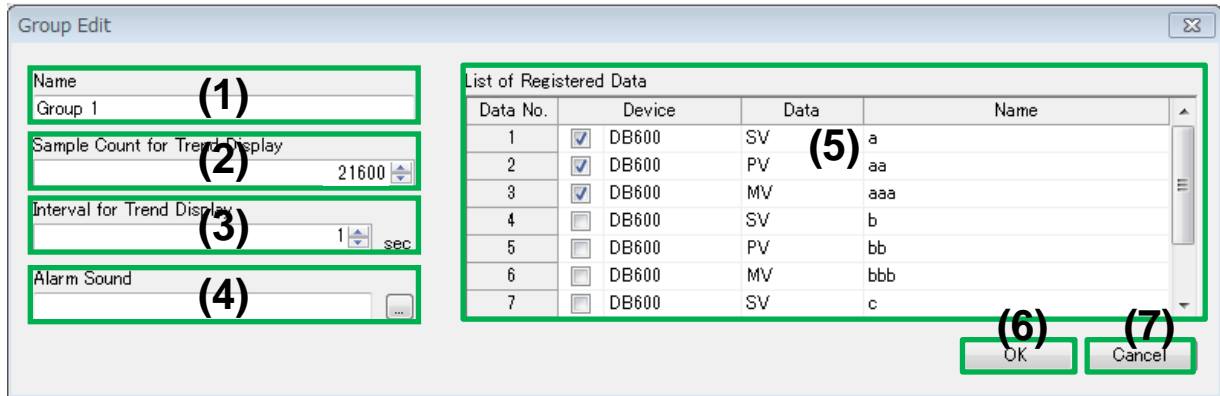 Group Edit
Name
(1)
Group 1
Sample Count for Trend Display
(2)
21600
Interval for Trend Display
(3)
1 sec
Alarm Sound
(4)
...
List of Registered Data
Data No. Device Data Name
(5)
1 DB600 SV a
2 DB600 PV aa
3 DB600 MV aaa
4 DB600 SV b
5 DB600 PV bb
6 DB600 MV bbb
7 DB600 SV c
(6) (7)
OK Cancel